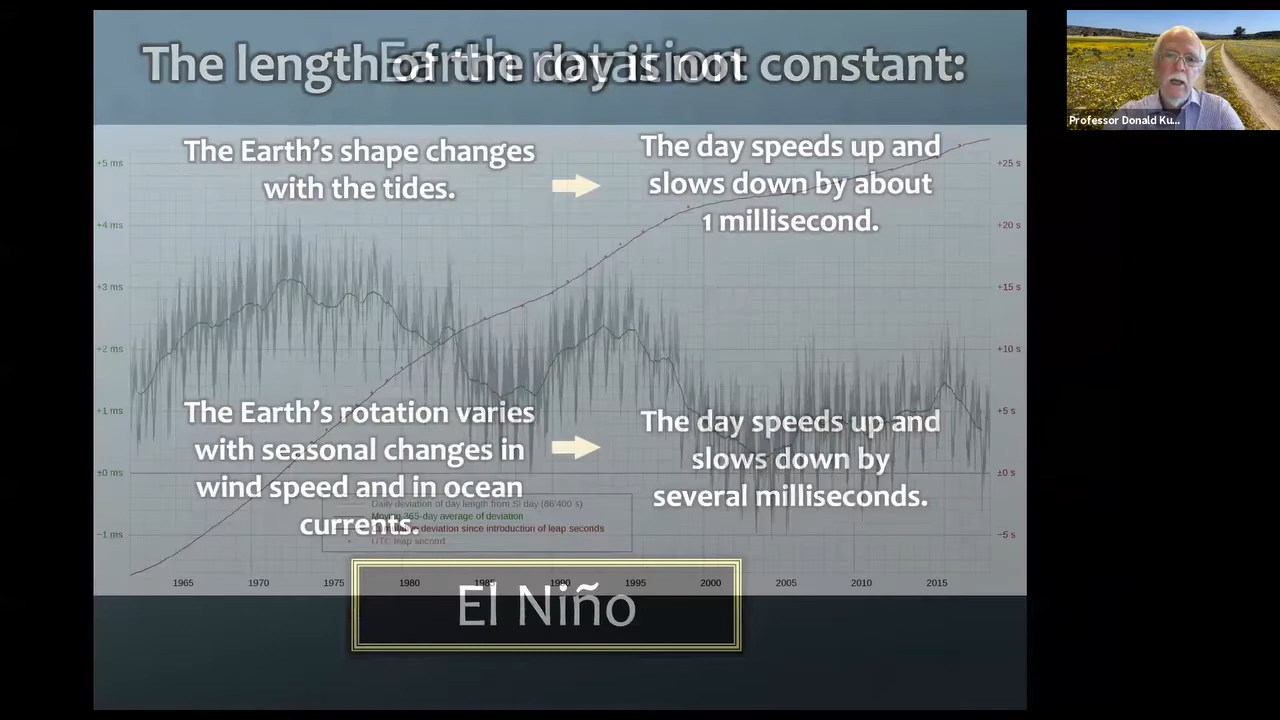 The length of the day is not constant:
Earth rotation
Professor Donald Ku...
The Earth's shape changes
with the tides.
The day speeds up and
slows down by about
1 millisecond.
The Earth's rotation varies
with seasonal changes in
wind speed and in ocean
currents.
The day speeds up and
slows down by
several milliseconds.
El Niño
+5 ms
+4 ms
+3 ms
+2 ms
+1 ms
±0 ms
−1 ms
+25 s
+20 s
+15 s
+10 s
+5 s
±0 s
−5 s
Daily deviation of day length from SI day (86'400 s)
Moving 365-day average of deviation
deviation since introduction of leap seconds
UTC leap second
1965 1970 1975 1980 1985 1990 1995 2000 2005 2010 2015